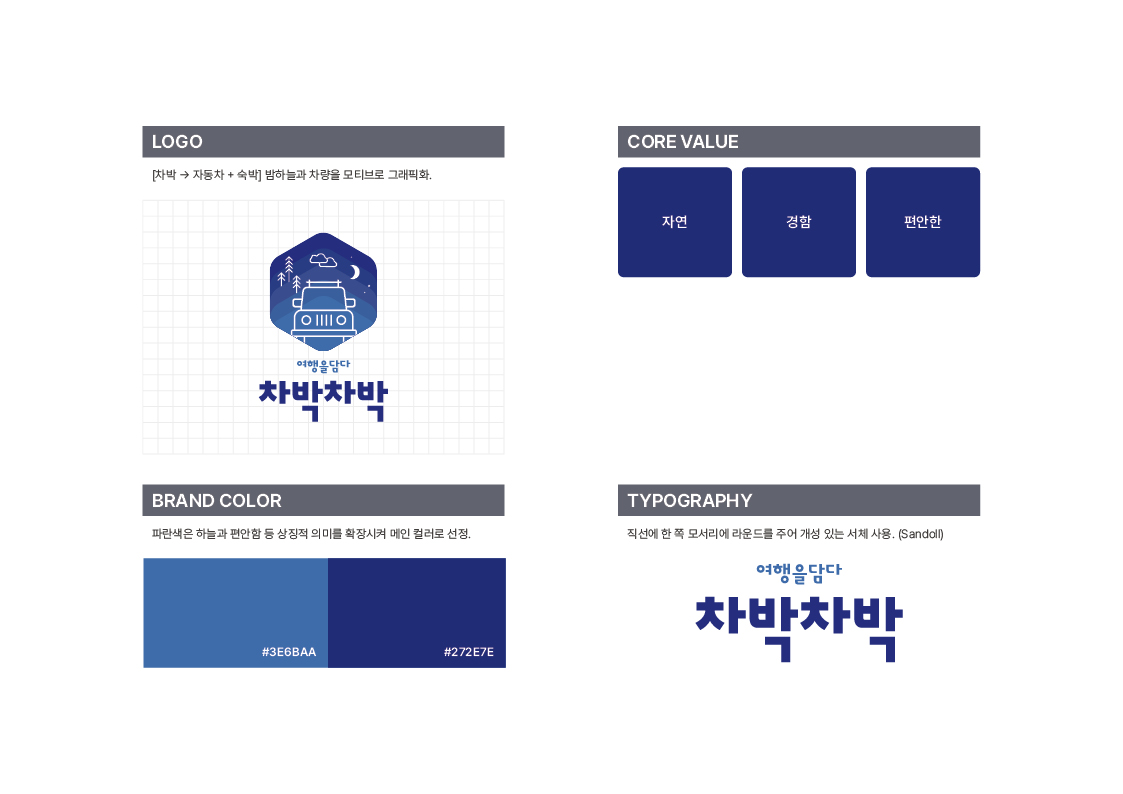 LOGO
[차박 → 자동차 + 숙박] 밤하늘과 차량을 모티브로 그래픽화.
여행을담다
차박차박
CORE VALUE
자연
경함
편안한
BRAND COLOR
파란색은 하늘과 편안함 등 상징적 의미를 확장시켜 메인 컬러로 선정.
#3E6BAA
#272E7E
TYPOGRAPHY
직선에 한 쪽 모서리에 라운드를 주어 개성 있는 서체 사용. (Sandoll)
여행을담다
차박차박